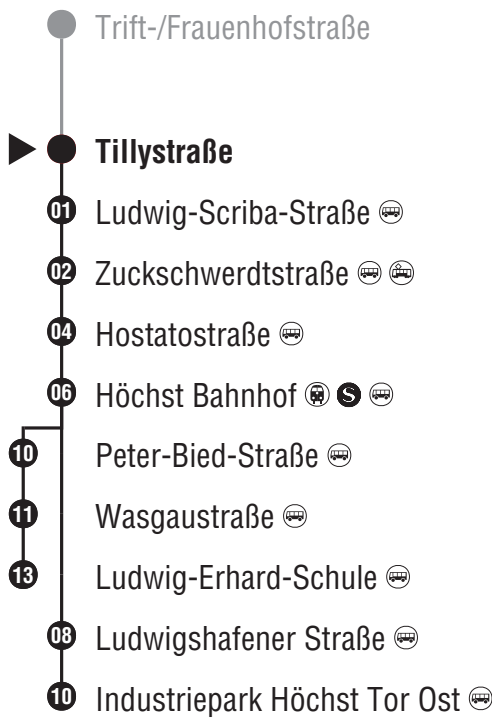 Trift-/Frauenhofstraße
Tillystraße
01 Ludwig-Scriba-Straße
02 Zuckschwerdtstraße
04 Hostatostraße
06 Höchst Bahnhof S
10 Peter-Bied-Straße
11 Wasgaustraße
13 Ludwig-Erhard-Schule
08 Ludwigshafener Straße
10 Industriepark Höchst Tor Ost